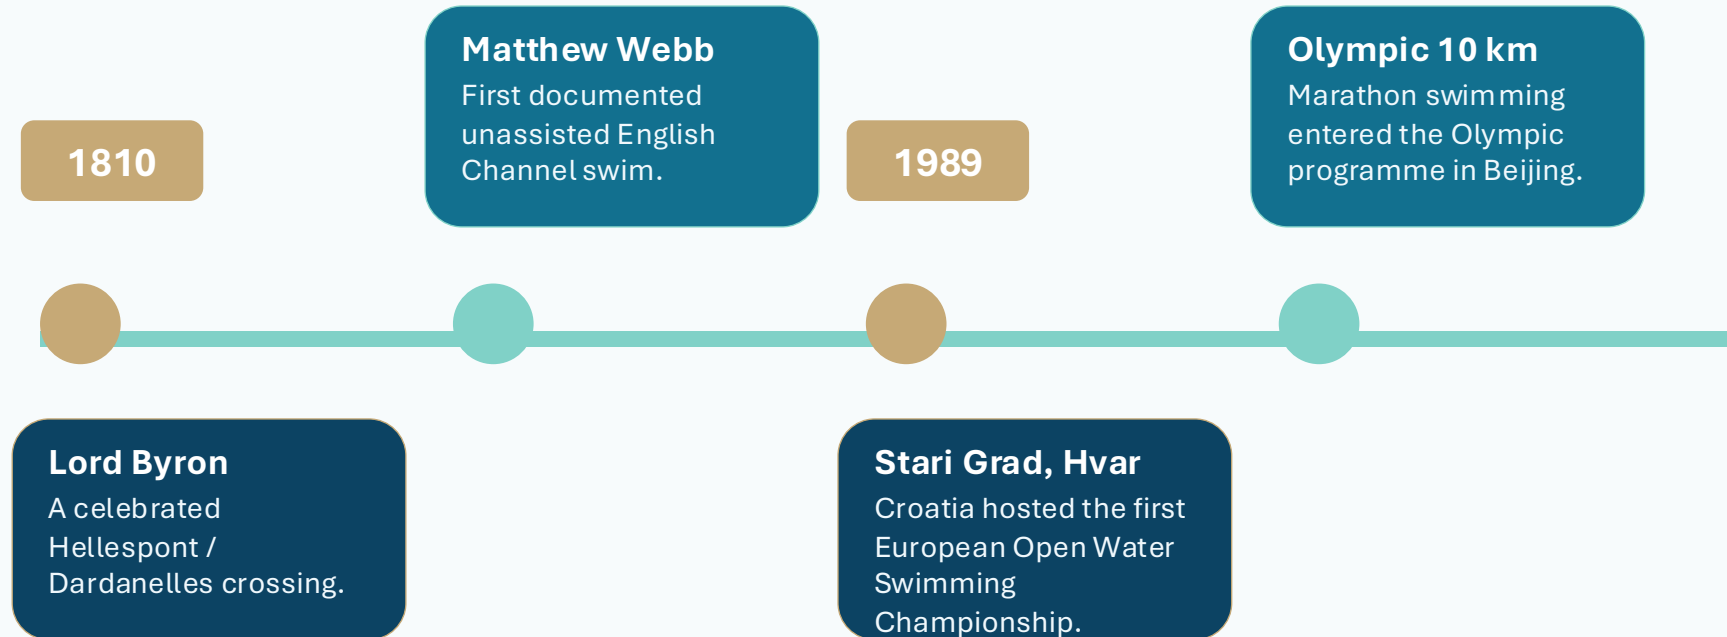 1810
Lord Byron
A celebrated
Hellespont /
Dardanelles crossing.
Matthew Webb
First documented
unassisted English
Channel swim.
1989
Stari Grad, Hvar
Croatia hosted the first
European Open Water
Swimming
Championship.
Olympic 10 km
Marathon swimming
entered the Olympic
programme in Beijing.